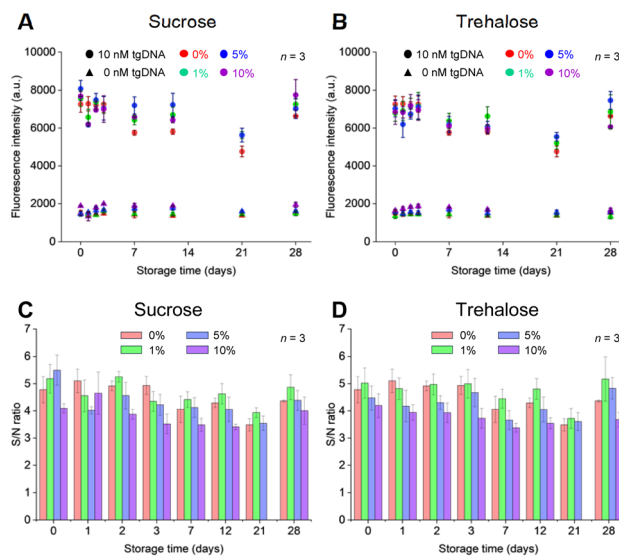 A Sucrose
10000
8000
6000
4000
2000
0
Fluorescence intensity (a.u.)
10 nM tgDNA 0% 5%
0 nM tgDNA 1% 10%
n = 3
0 7 14 21 28
Storage time (days)
B Trehalose
10000
8000
6000
4000
2000
0
Fluorescence intensity (a.u.)
10 nM tgDNA 0% 5%
0 nM tgDNA 1% 10%
n = 3
0 7 14 21 28
Storage time (days)
C Sucrose
7
6
5
4
3
2
1
0
S/N ratio
0% 5%
1% 10%
n = 3
0 1 2 3 7 12 21 28
Storage time (days)
D Trehalose
7
6
5
4
3
2
1
0
S/N ratio
0% 5%
1% 10%
n = 3
0 1 2 3 7 12 21 28
Storage time (days)